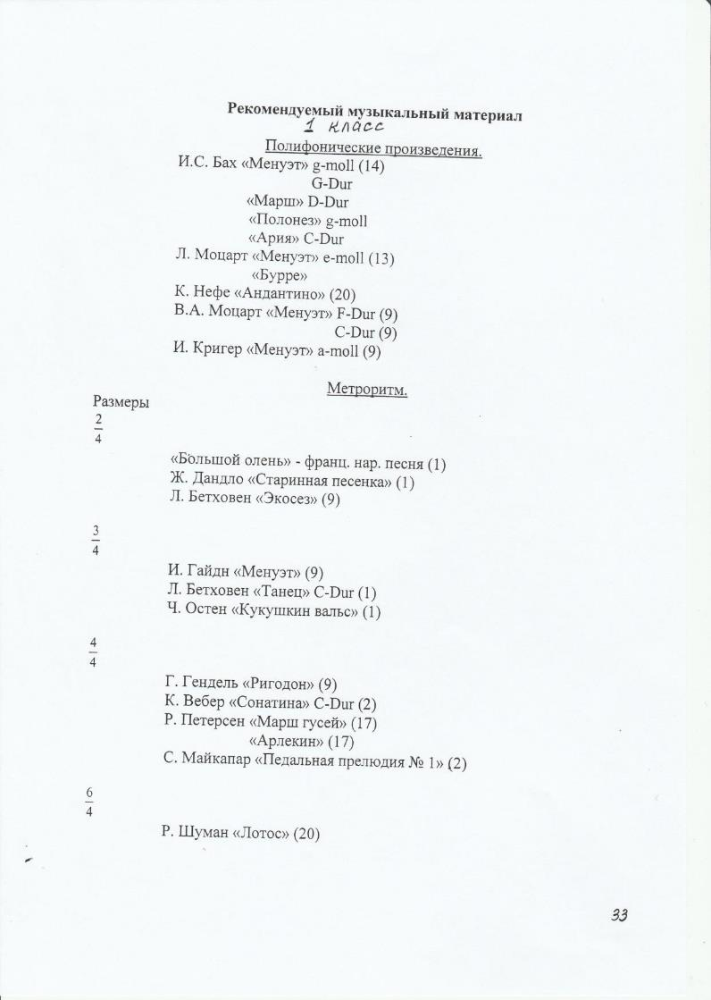 Рекомендуемый музыкальный материал
1 класс
Полифонические произведения.
И.С. Бах «Менуэт» g-moll (14)
G-Dur
«Марш» D-Dur
«Полонез» g-moll
«Ария» C-Dur
Л. Моцарт «Менуэт» e-moll (13)
«Бурре»
К. Нефе «Андантино» (20)
В.А. Моцарт «Менуэт» F-Dur (9)
C-Dur (9)
И. Кригер «Менуэт» a-moll (9)
Метроритм.
Размеры
2
4
«Большой олень» - франц. нар. песня (1)
Ж. Дандло «Старинная песенка» (1)
Л. Бетховен «Экосез» (9)
3
4
И. Гайдн «Менуэт» (9)
Л. Бетховен «Танец» C-Dur (1)
Ч. Остен «Кукушкин вальс» (1)
4
4
Г. Гендель «Ригодон» (9)
К. Вебер «Сонатина» C-Dur (2)
Р. Петерсен «Марш гусей» (17)
«Арлекин» (17)
С. Майкапар «Педальная прелюдия № 1» (2)
6
4
Р. Шуман «Лотос» (20)
33